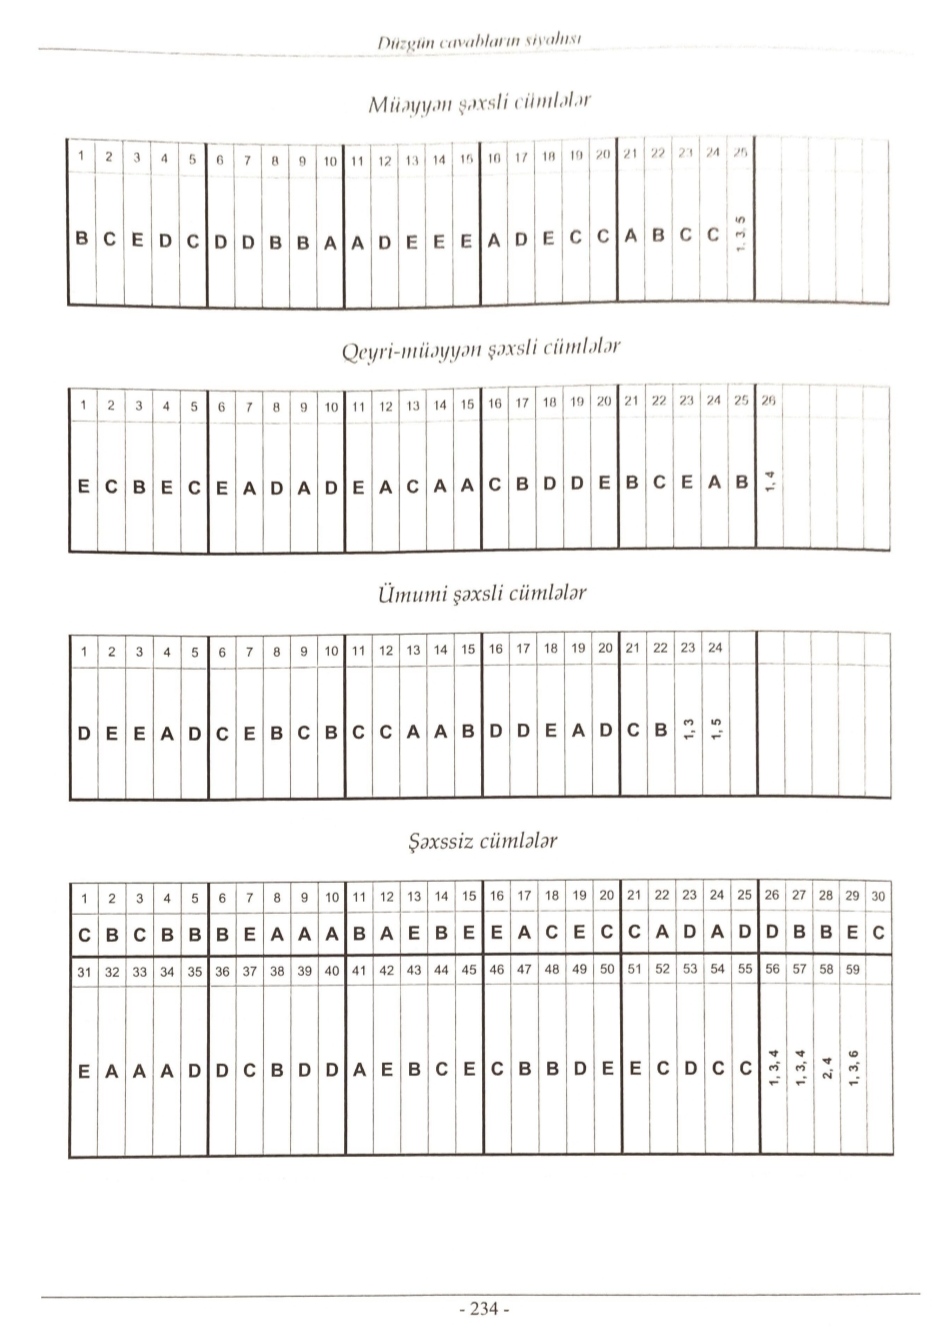 Düzgün cavabların siyahısı
Müəyyən şəxsli cümlələr
1 2 3 4 5 6 7 8 9 10 11 12 13 14 15 16 17 18 19 20 21 22 23 24 25
B C E D C D D B B A A D E E E A D E C C A B C C 1, 3, 5
Qeyri-müəyyən şəxsli cümlələr
1 2 3 4 5 6 7 8 9 10 11 12 13 14 15 16 17 18 19 20 21 22 23 24 25 26
E C B E C E A D A D E A C A A C B D D E B C E A B 1, 4
Ümumi şəxsli cümlələr
1 2 3 4 5 6 7 8 9 10 11 12 13 14 15 16 17 18 19 20 21 22 23 24
D E E A D C E B C B C C A A B D D E A D C B 1, 3 1, 5
Şəxssiz cümlələr
1 2 3 4 5 6 7 8 9 10 11 12 13 14 15 16 17 18 19 20 21 22 23 24 25 26 27 28 29 30
C B C B B B E A A A B A E B E E A C E C C A D A D D B B E C
31 32 33 34 35 36 37 38 39 40 41 42 43 44 45 46 47 48 49 50 51 52 53 54 55 56 57 58 59
E A A A D D C B D D A E B C E C B B D E E C D C C 1, 3, 4 1, 3, 4 2, 4 1, 3, 6
- 234 -